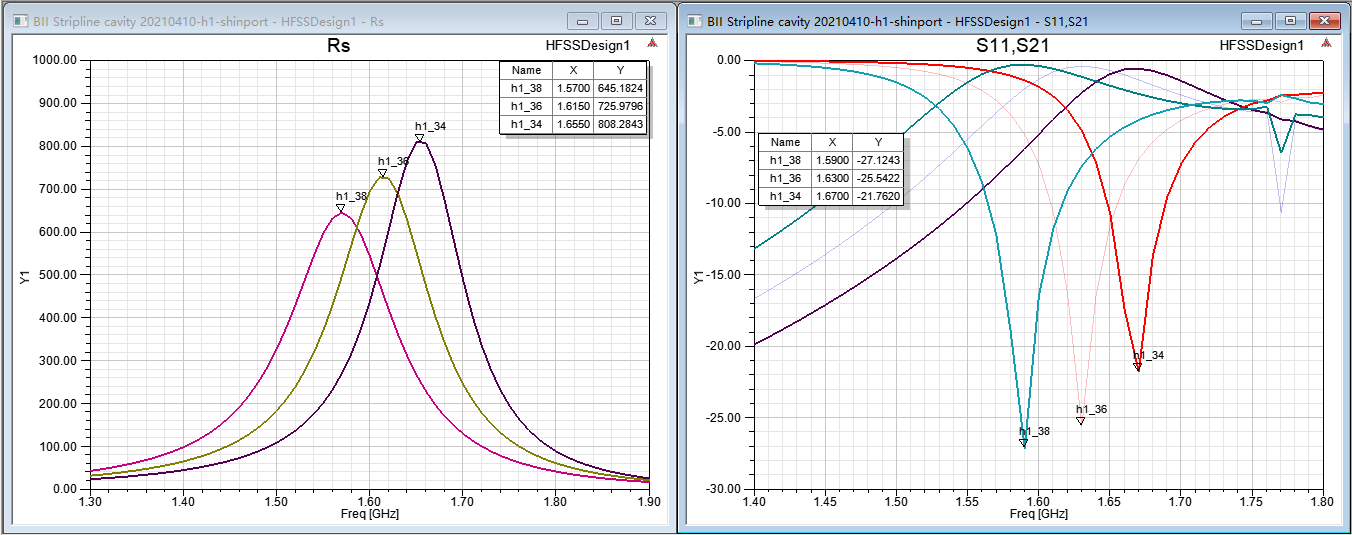 BII Stripline cavity 20210410-h1-shinport - HFSSDesign1 - Rs
Rs
HFSSDesign1
Name X Y
h1_38 1.5700 645.1824
h1_36 1.6150 725.9796
h1_34 1.6550 808.2843
1000.00
900.00
800.00
700.00
600.00
500.00
400.00
300.00
200.00
100.00
0.00
Y1
h1_34
h1_36
h1_38
1.30
1.40
1.50
1.60
1.70
1.80
1.90
Freq [GHz]
BII Stripline cavity 20210410-h1-shinport - HFSSDesign1 - S11,S21
S11,S21
HFSSDesign1
0.00
-5.00
-10.00
-15.00
-20.00
-25.00
-30.00
Y1
Name X Y
h1_38 1.5900 -27.1243
h1_36 1.6300 -25.5422
h1_34 1.6700 -21.7620
h1_34
h1_36
h1_38
1.40
1.45
1.50
1.55
1.60
1.65
1.70
1.75
1.80
Freq [GHz]